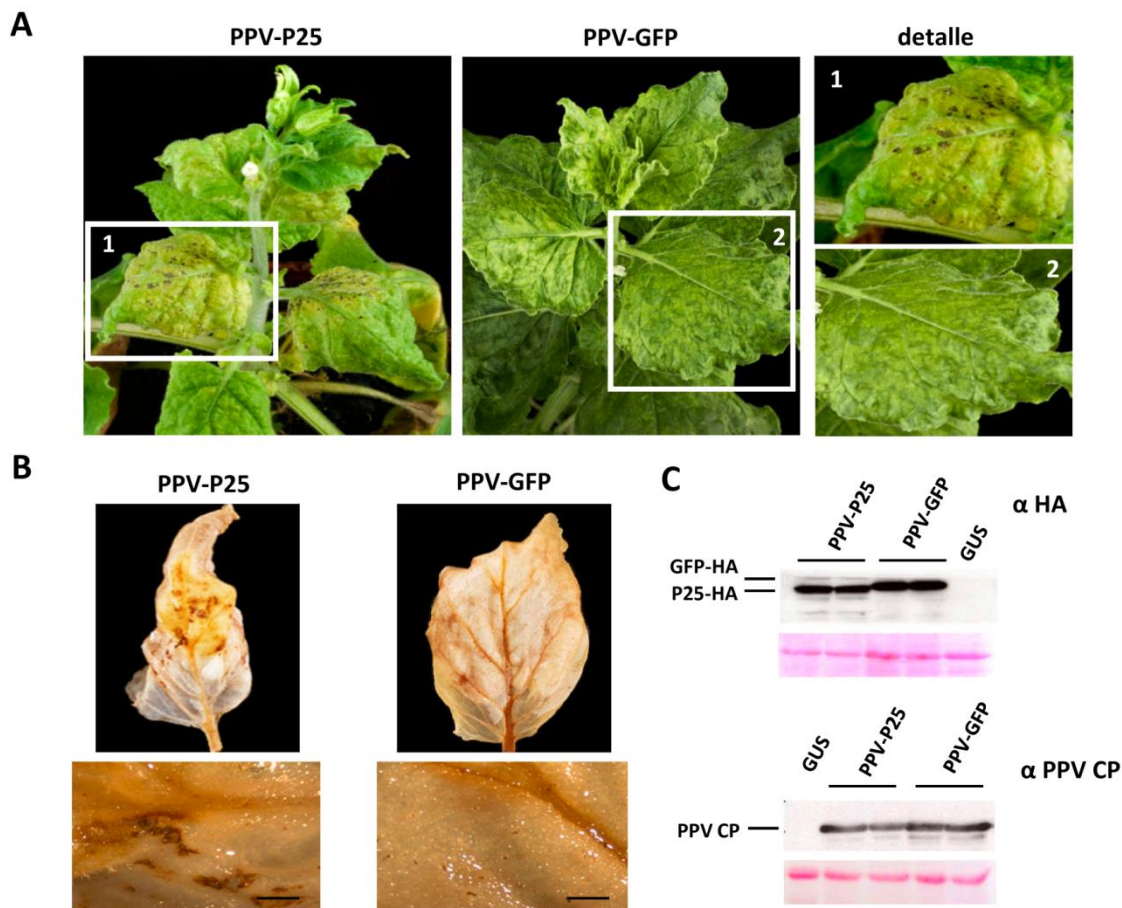 A
PPV-P25
PPV-GFP
detalle
1
2
1
2
B
PPV-P25
PPV-GFP
C
PPV-P25
PPV-GFP
GUS
α HA
GFP-HA
P25-HA
GUS
PPV-P25
PPV-GFP
α PPV CP
PPV CP